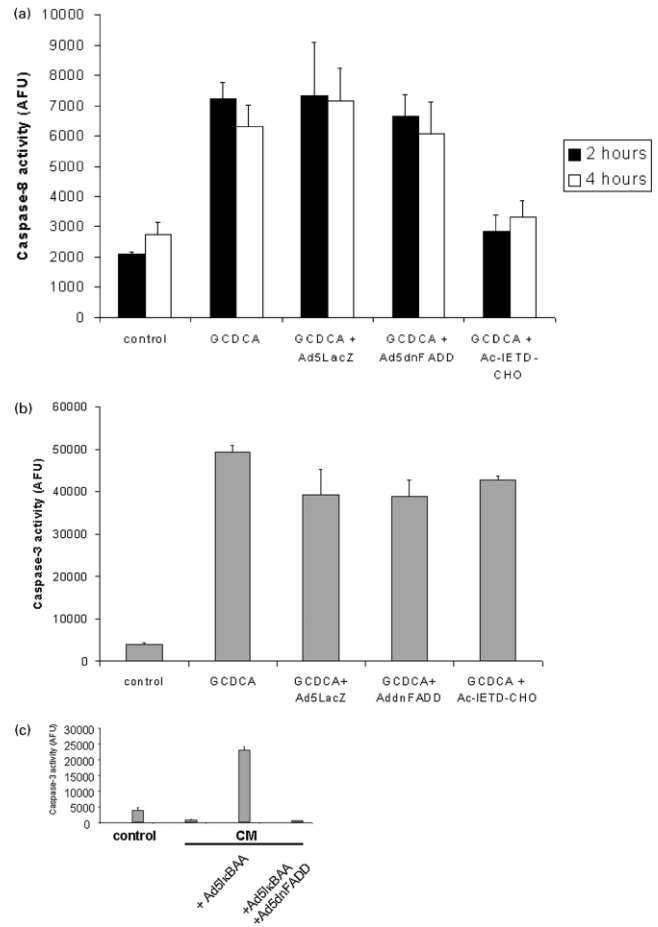 (a)
Caspase-8 activity (AFU)
10000
9000
8000
7000
6000
5000
4000
3000
2000
1000
0
control
GCDCA
GCDCA +
Ad5LacZ
GCDCA +
Ad5dnFADD
GCDCA +
Ac-IETD-
CHO
2 hours
4 hours
(b)
Caspase-3 activity (AFU)
60000
50000
40000
30000
20000
10000
0
control
GCDCA
GCDCA+
Ad5LacZ
GCDCA+
AddnFADD
GCDCA +
Ac-IETD-CHO
(c)
Caspase-3 activity (AFU)
30000
25000
20000
15000
10000
5000
0
control
CM
+ Ad5IκBAA
+Ad5IκBAA
+Ad5dnFADD